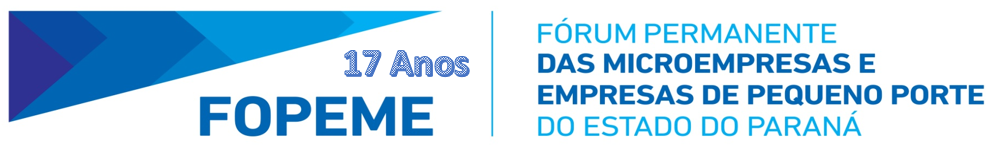 17 Anos
FOPEME
FÓRUM PERMANENTE
DAS MICROEMPRESAS E
EMPRESAS DE PEQUENO PORTE
DO ESTADO DO PARANÁ